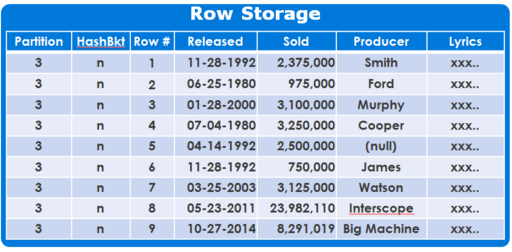 Row Storage
Partition HashBkt Row # Released Sold Producer Lyrics
3 n 1 11-28-1992 2,375,000 Smith xxx..
3 n 2 06-25-1980 975,000 Ford xxx..
3 n 3 01-28-2000 3,100,000 Murphy xxx..
3 n 4 07-04-1980 3,250,000 Cooper xxx..
3 n 5 04-14-1992 2,500,000 (null) xxx..
3 n 6 11-28-1992 750,000 James xxx..
3 n 7 03-25-2003 3,125,000 Watson xxx..
3 n 8 05-23-2011 23,982,110 Interscope xxx..
3 n 9 10-27-2014 8,291,019 Big Machine xxx..